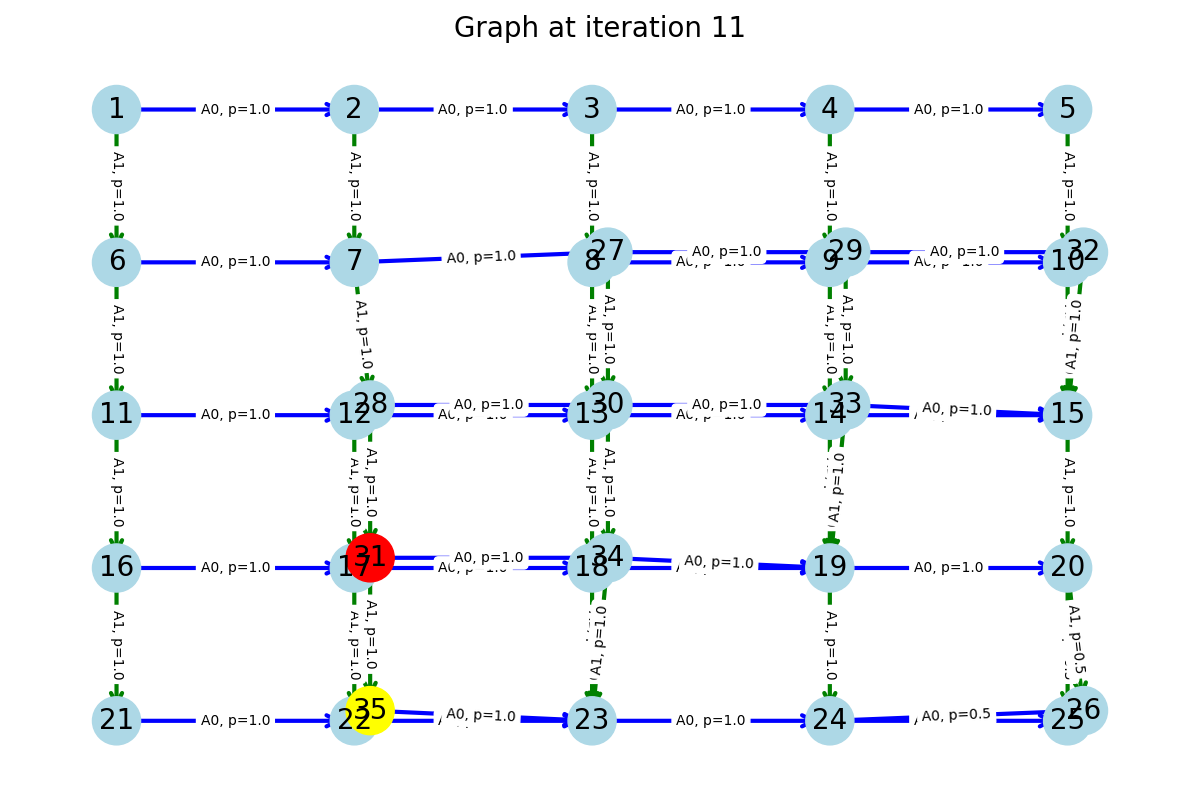 Graph at iteration 11
1 A0, p=1.0 2 A0, p=1.0 3 A0, p=1.0 4 A0, p=1.0 5
A1, p=1.0 A1, p=1.0 A1, p=1.0 A1, p=1.0 A1, p=1.0
27 A0, p=1.0 29 A0, p=1.0 32
6 A0, p=1.0 7 A0, p=1.0 8 A0, p=1.0 9 A0, p=1.0 10
A1, p=1.0 A1, p=1.0 A1, p=1.0 A1, p=1.0 A1, p=1.0 A1, p=1.0 A1, p=1.0
28 A0, p=1.0 30 A0, p=1.0 33 A0, p=1.0
11 A0, p=1.0 12 A0, p=1.0 13 A0, p=1.0 14 15
A1, p=1.0 A1, p=1.0 A1, p=1.0 A1, p=1.0 A1, p=1.0 A1, p=1.0 A1, p=1.0
31 A0, p=1.0 34 A0, p=1.0
16 A0, p=1.0 17 A0, p=1.0 18 19 A0, p=1.0 20
A1, p=1.0 A1, p=1.0 A1, p=1.0 A1, p=1.0 A1, p=1.0 A1, p=0.5
35 A0, p=1.0 A0, p=0.5 26
21 A0, p=1.0 22 23 A0, p=1.0 24 25